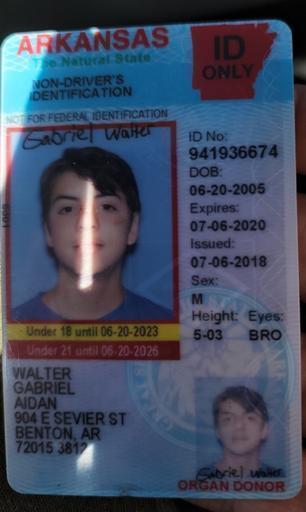 ARKANSAS
The Natural State
ID
ONLY
NON-DRIVER'S
IDENTIFICATION
NOT FOR FEDERAL IDENTIFICATION
Gabriel Walter
ID No:
941936674
DOB:
06-20-2005
Expires:
07-06-2020
Issued:
07-06-2018
Sex:
M
Height: Eyes:
5-03 BRO
Under 18 until 06-20-2023
Under 21 until 06-20-2026
WALTER
GABRIEL
AIDAN
904 E SEVIER ST
BENTON, AR
72015 3812
Gabriel Walter
ORGAN DONOR